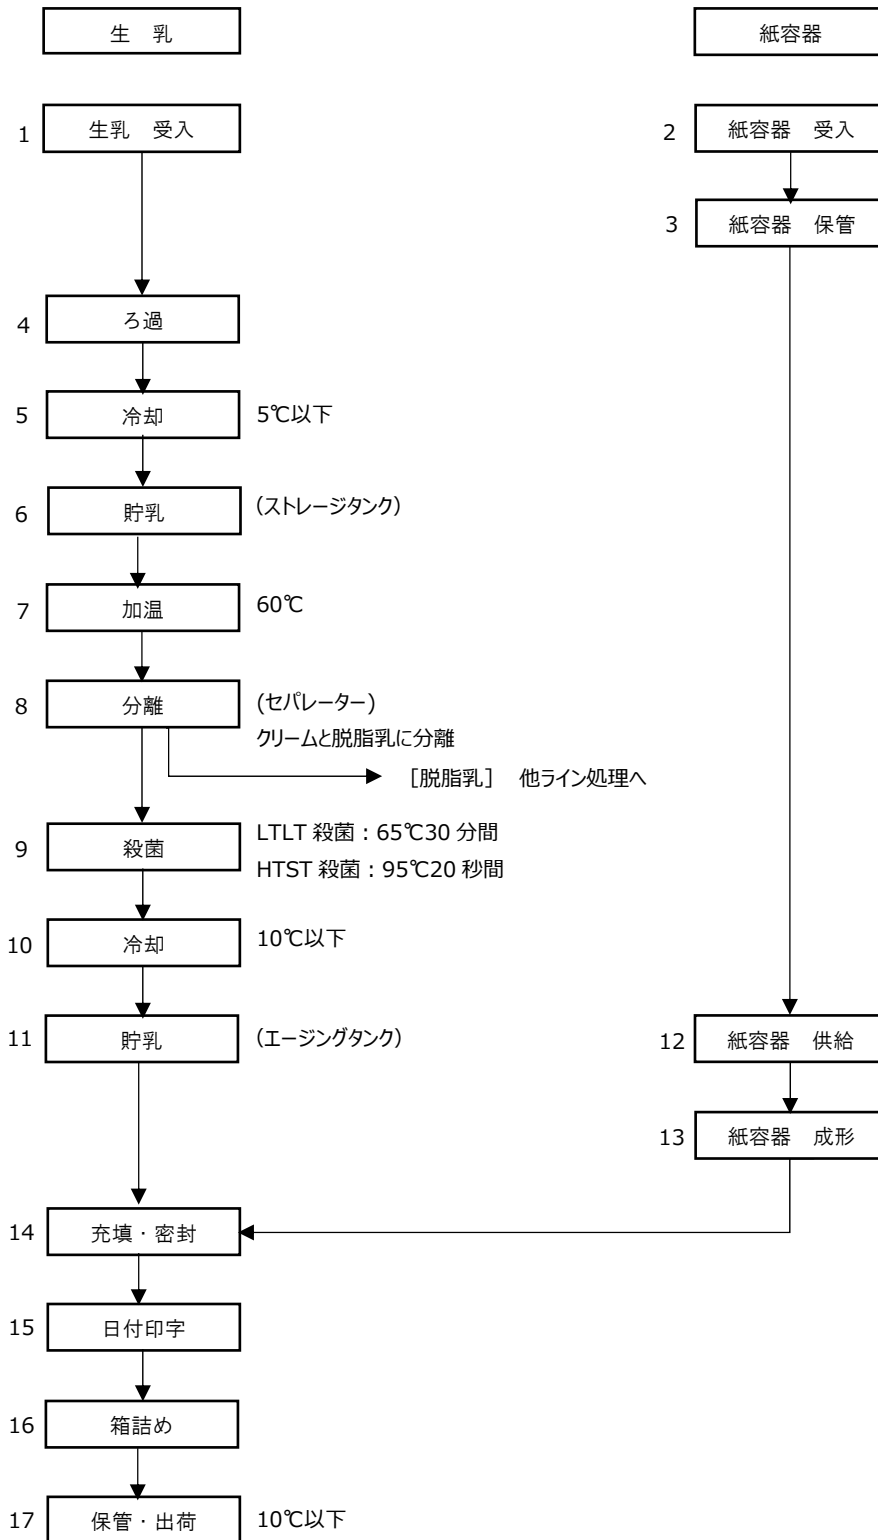 生　乳
紙容器
1 生乳　受入
2 紙容器　受入
3 紙容器　保管
4 ろ過
5 冷却 5℃以下
6 貯乳 (ストレージタンク)
7 加温 60℃
8 分離 (セパレーター)
クリームと脱脂乳に分離
［脱脂乳］　他ライン処理へ
9 殺菌 LTLT 殺菌：65℃30 分間
HTST 殺菌：95℃20 秒間
10 冷却 10℃以下
11 貯乳 (エージングタンク)
12 紙容器　供給
13 紙容器　成形
14 充填・密封
15 日付印字
16 箱詰め
17 保管・出荷 10℃以下